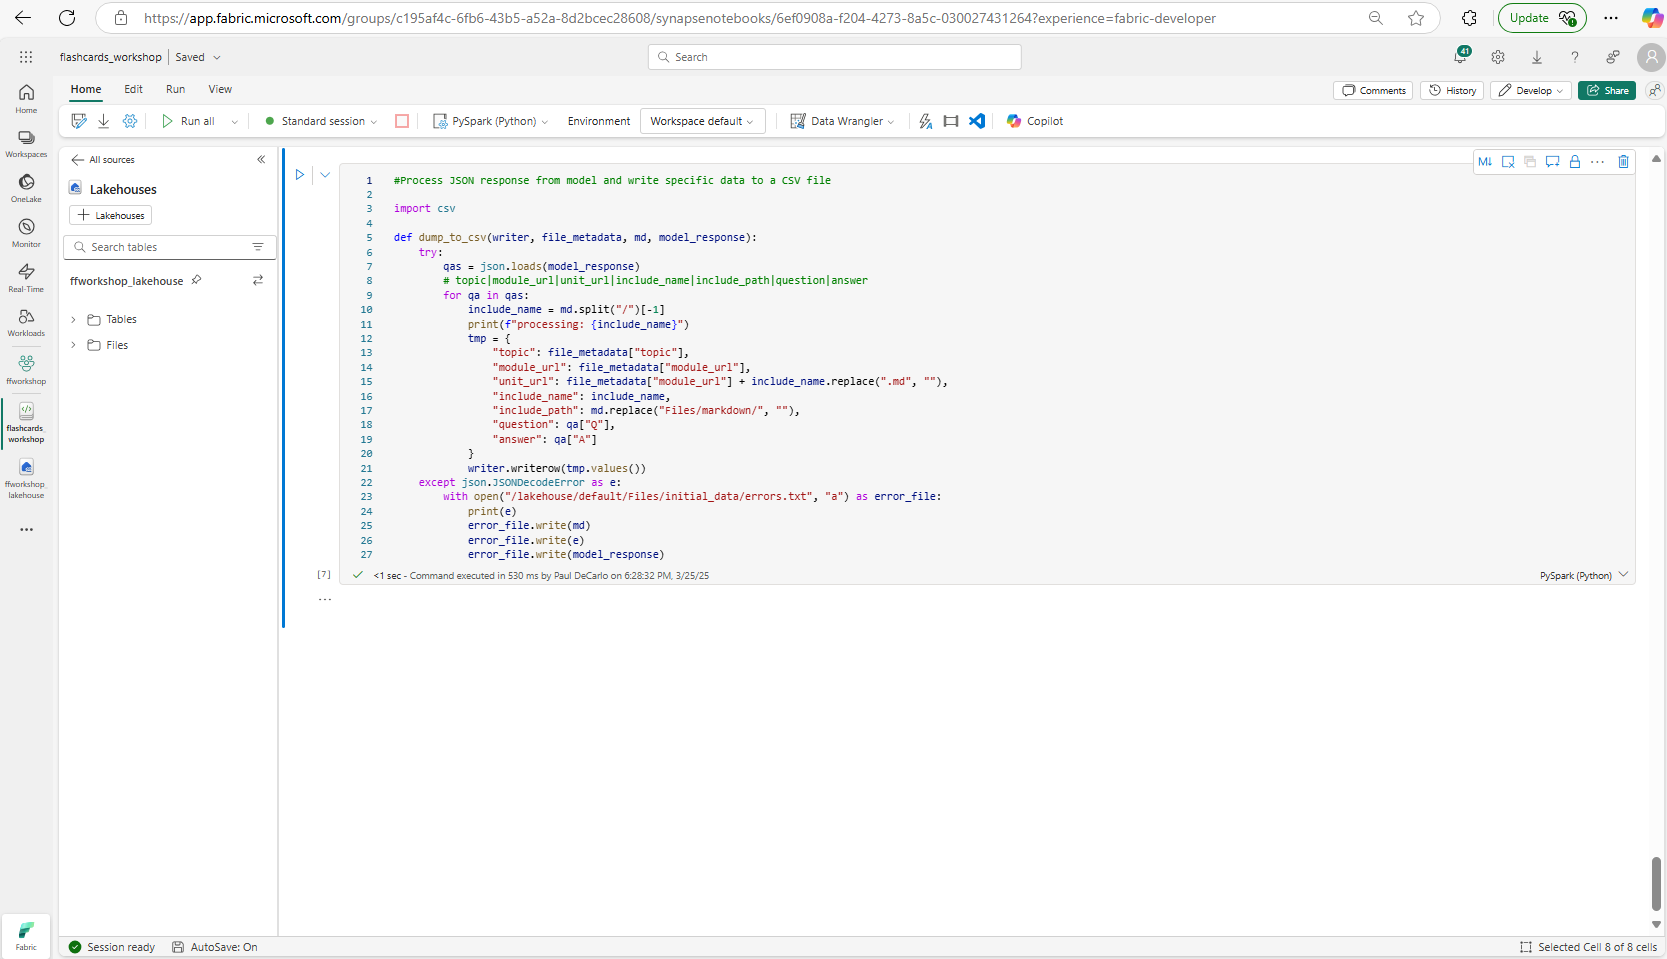 https://app.fabric.microsoft.com/groups/c195af4c-6fb6-43b5-a52a-8d2bcec28608/synapsenotebooks/6ef0908a-f204-4273-8a5c-030027431264?experience=fabric-developer
Update
flashcards_workshop | Saved
Search
41
Home Edit Run View
Comments History Develop Share
Run all Standard session PySpark (Python) Environment Workspace default Data Wrangler Copilot
Home
Workspaces
OneLake
Monitor
Real-Time
Workloads
ffworkshop
flashcards_
workshop
ffworkshop_
lakehouse
Fabric
All sources
Lakehouses
Lakehouses
Search tables
ffworkshop_lakehouse
Tables
Files
M↓
1 #Process JSON response from model and write specific data to a CSV file
2
3 import csv
4
5 def dump_to_csv(writer, file_metadata, md, model_response):
6     try:
7         qas = json.loads(model_response)
8         # topic|module_url|unit_url|include_name|include_path|question|answer
9         for qa in qas:
10             include_name = md.split("/")[-1]
11             print(f"processing: {include_name}")
12             tmp = {
13                 "topic": file_metadata["topic"],
14                 "module_url": file_metadata["module_url"],
15                 "unit_url": file_metadata["module_url"] + include_name.replace(".md", ""),
16                 "include_name": include_name,
17                 "include_path": md.replace("Files/markdown/", ""),
18                 "question": qa["Q"],
19                 "answer": qa["A"]
20             }
21             writer.writerow(tmp.values())
22     except json.JSONDecodeError as e:
23         with open("/lakehouse/default/Files/initial_data/errors.txt", "a") as error_file:
24             print(e)
25             error_file.write(md)
26             error_file.write(e)
27             error_file.write(model_response)
[7] <1 sec - Command executed in 530 ms by Paul DeCarlo on 6:28:32 PM, 3/25/25
PySpark (Python)
Session ready AutoSave: On
Selected Cell 8 of 8 cells